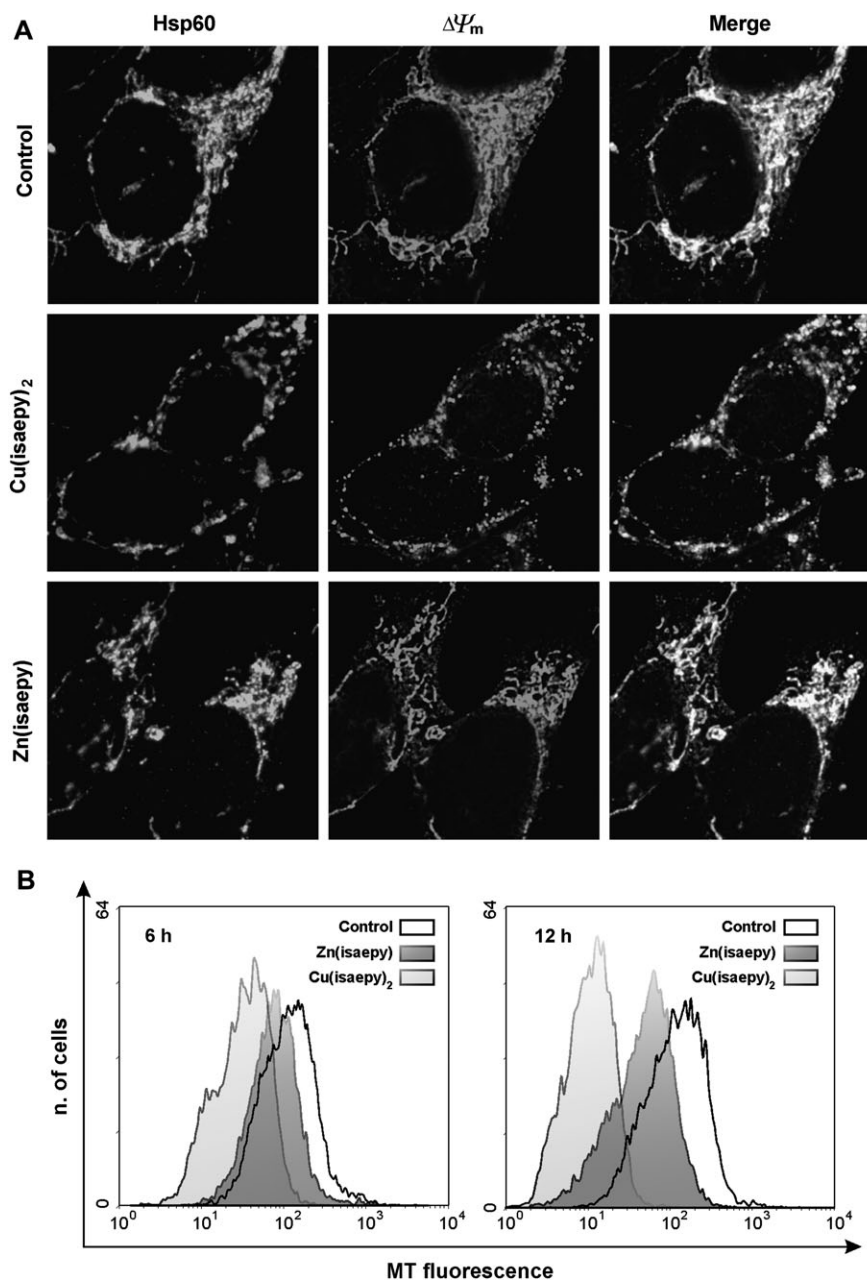 A
Hsp60
ΔΨm
Merge
Control
Cu(isaepy)2
Zn(isaepy)
B
n. of cells
64
0
6 h
Control
Zn(isaepy)
Cu(isaepy)2
10^0 10^1 10^2 10^3 10^4
64
0
12 h
Control
Zn(isaepy)
Cu(isaepy)2
10^0 10^1 10^2 10^3 10^4
MT fluorescence